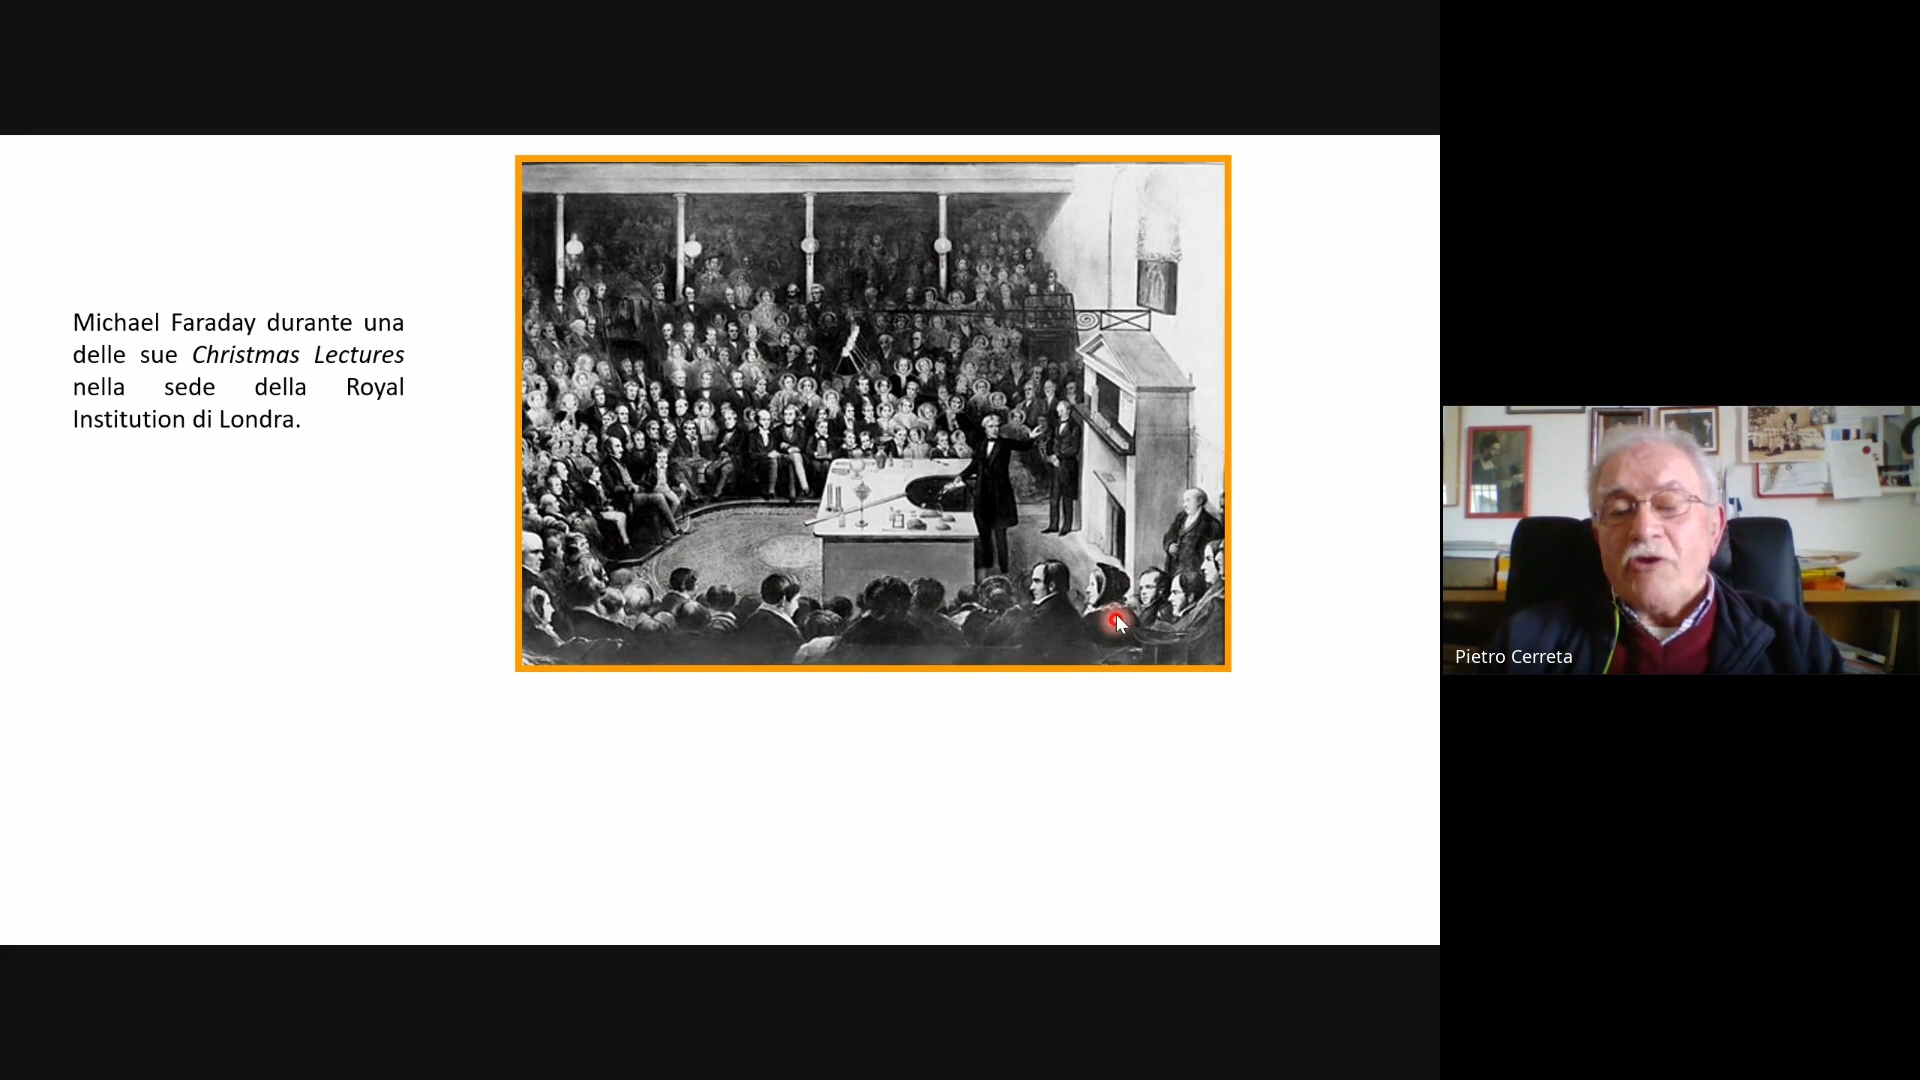 Michael Faraday durante una
delle sue Christmas Lectures
nella sede della Royal
Institution di Londra.
Pietro Cerreta